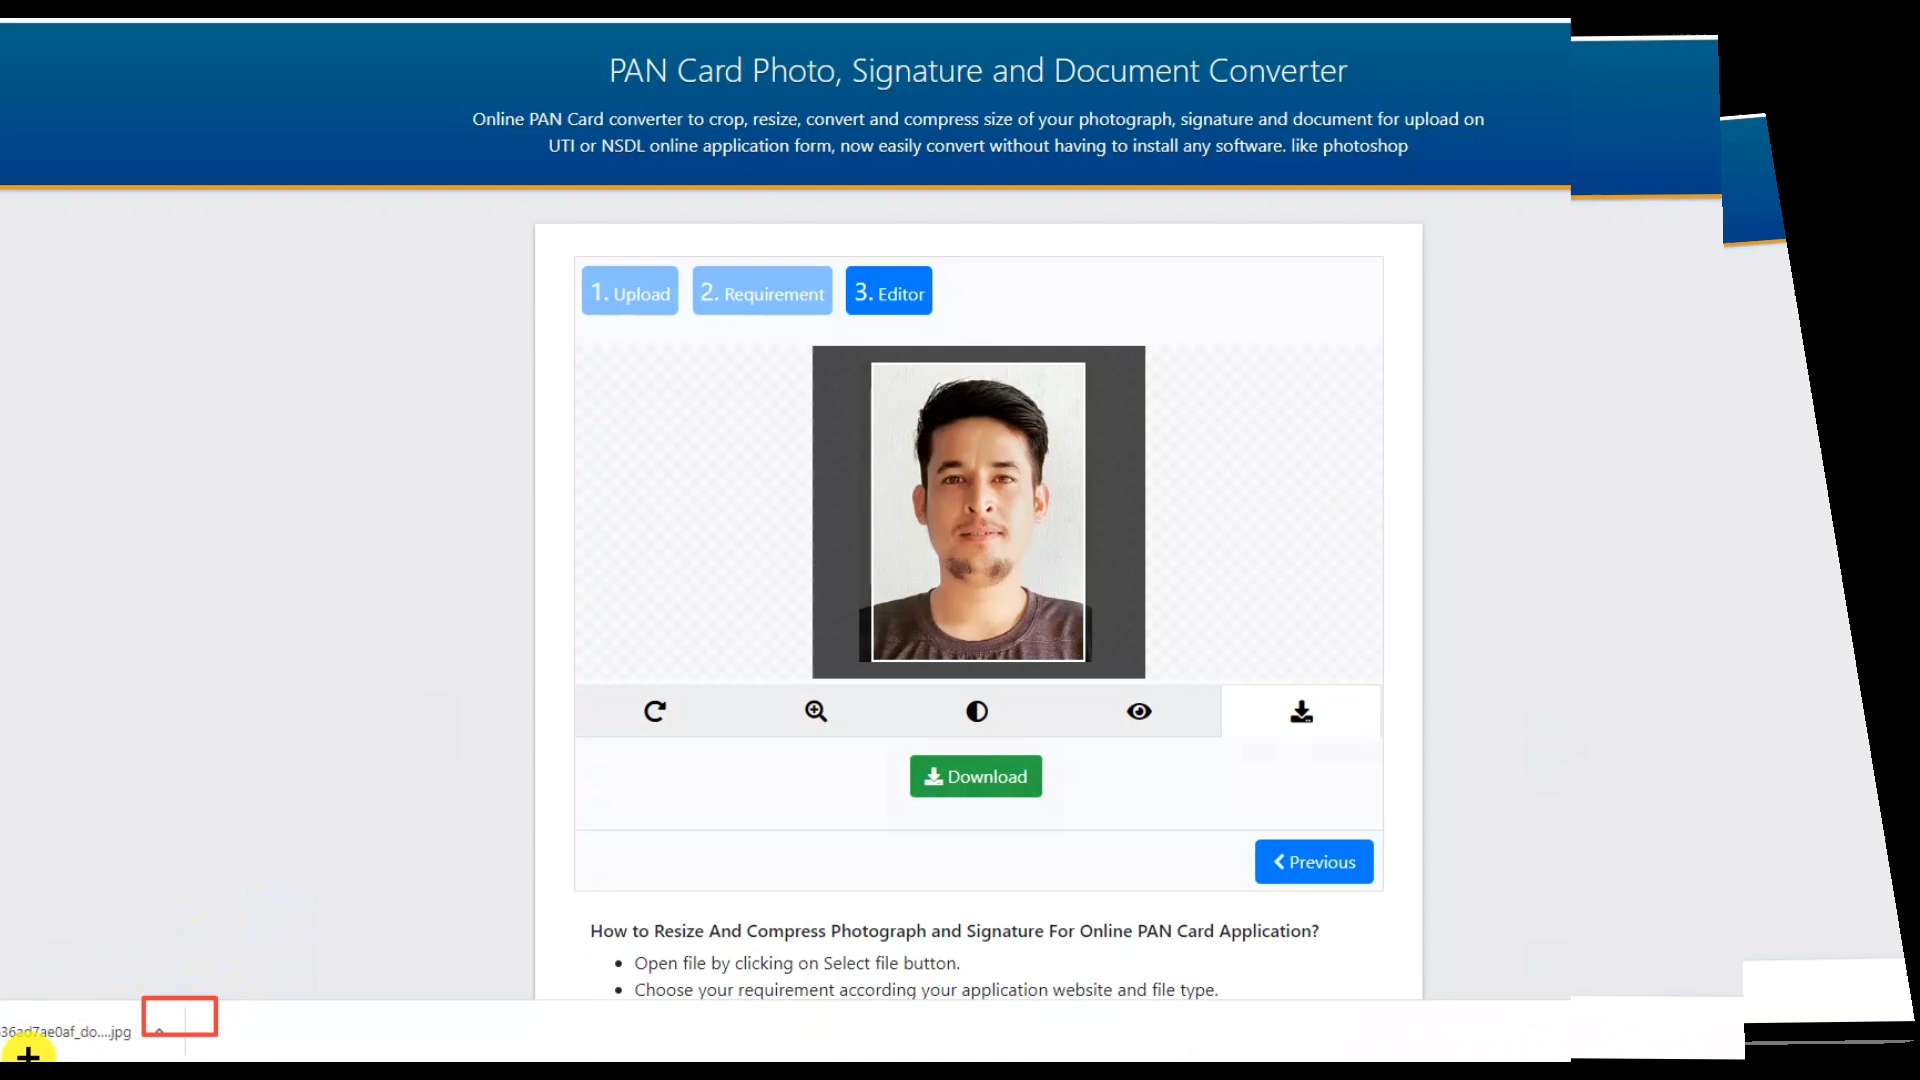 PAN Card Photo, Signature and Document Converter
Online PAN Card converter to crop, resize, convert and compress size of your photograph, signature and document for upload on
UTI or NSDL online application form, now easily convert without having to install any software. like photoshop
1. Upload
2. Requirement
3. Editor
Download
Previous
How to Resize And Compress Photograph and Signature For Online PAN Card Application?
Open file by clicking on Select file button.
Choose your requirement according your application website and file type.
36ad7ae0af_do....jpg